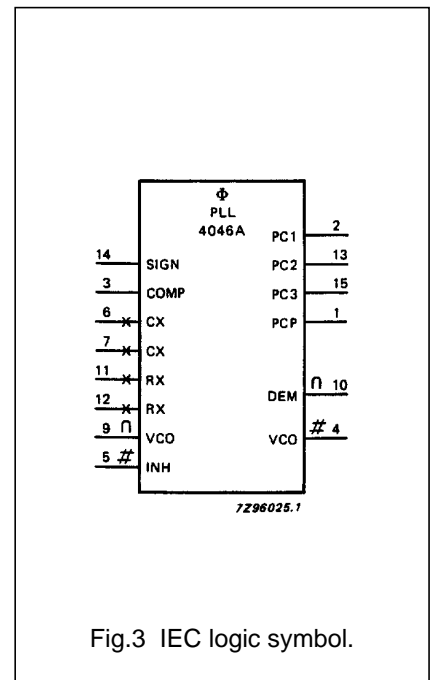 Φ
PLL
4046A
14 SIGN
3 COMP
6 CX
7 CX
11 RX
12 RX
9 ∩ VCO
5 # INH
PC1 2
PC2 13
PC3 15
PCP 1
DEM ∩ 10
VCO # 4
7Z96025.1
Fig.3 IEC logic symbol.